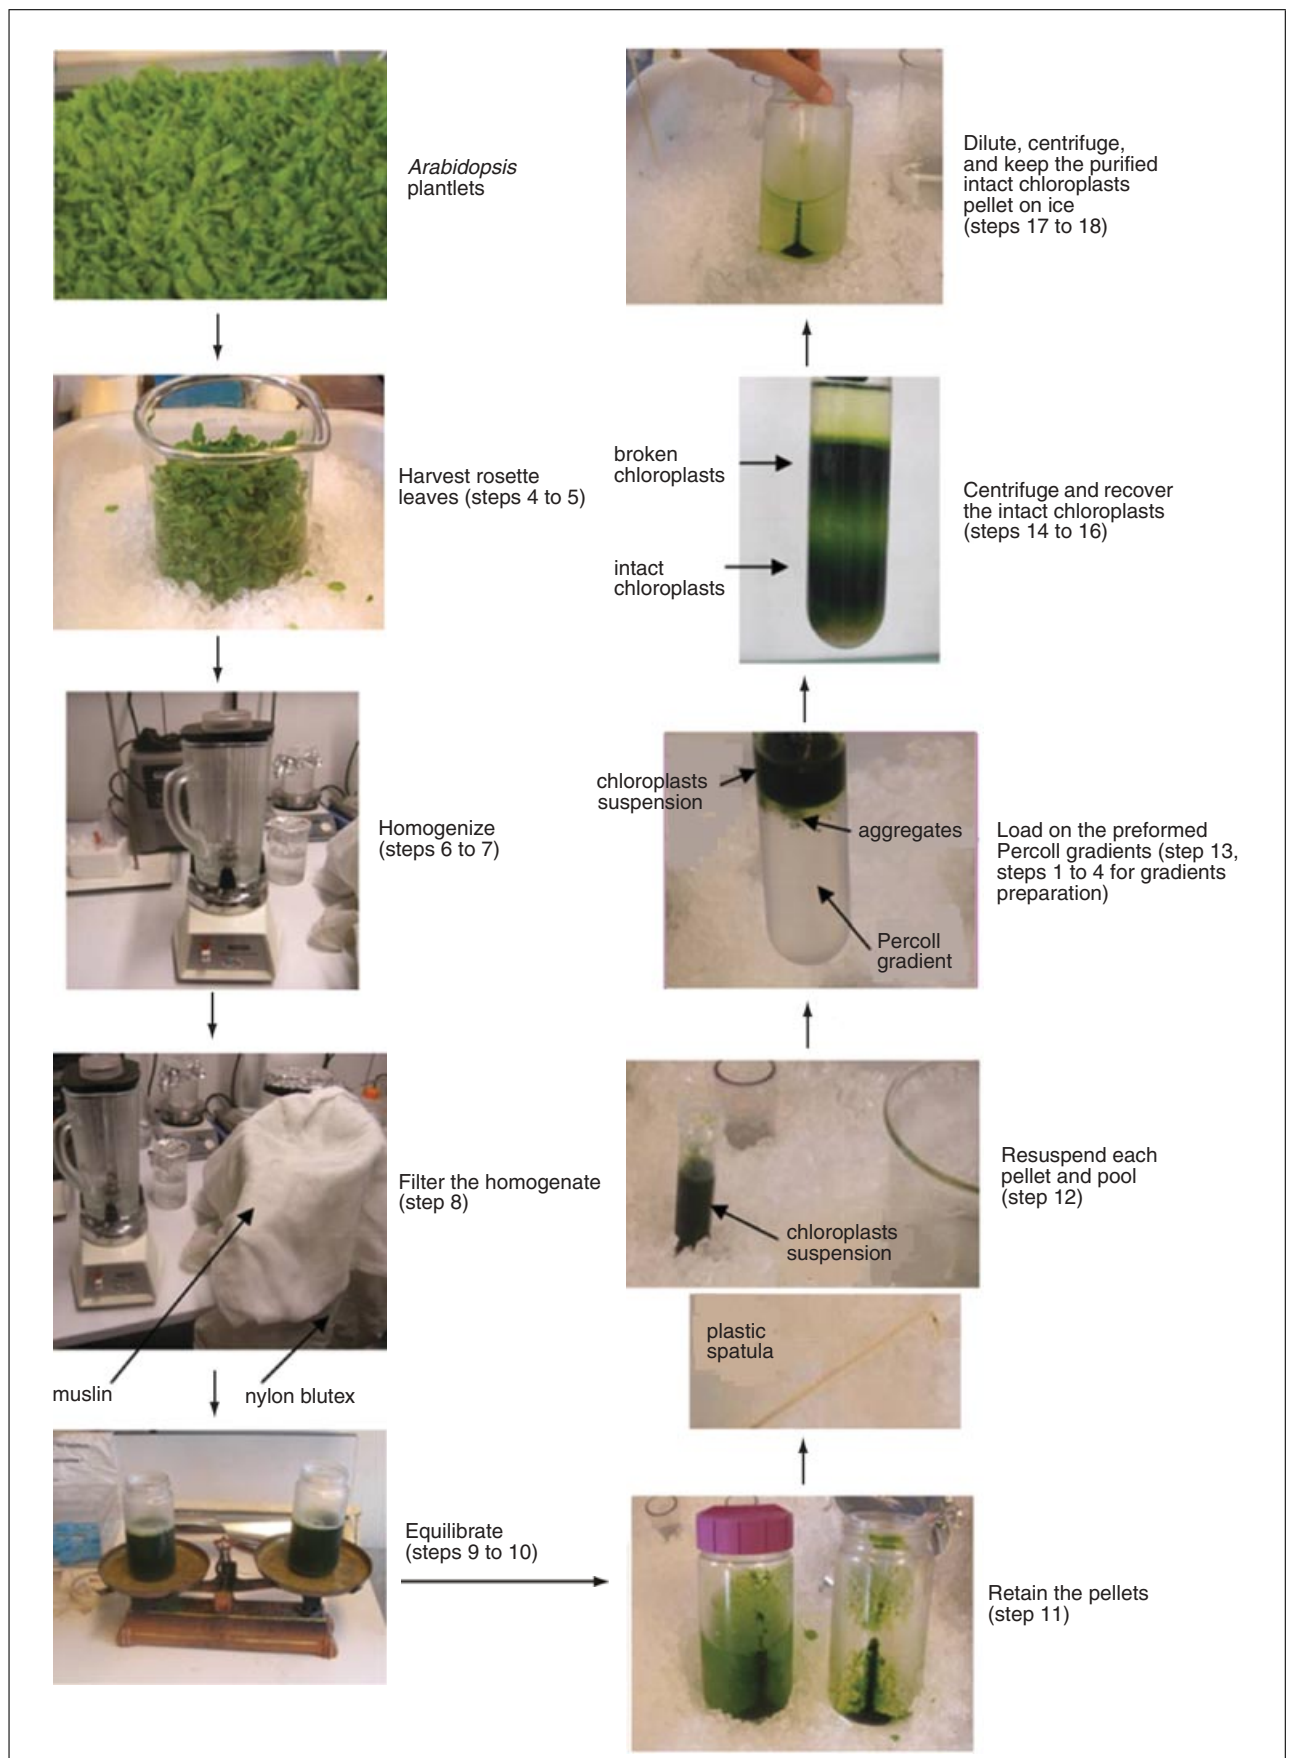 Arabidopsis
plantlets
Harvest rosette
leaves (steps 4 to 5)
Homogenize
(steps 6 to 7)
Filter the homogenate
(step 8)
muslin
nylon blutex
Equilibrate
(steps 9 to 10)
Retain the pellets
(step 11)
plastic
spatula
chloroplasts
suspension
Resuspend each
pellet and pool
(step 12)
chloroplasts
suspension
aggregates
Percoll
gradient
Load on the preformed
Percoll gradients (step 13,
steps 1 to 4 for gradients
preparation)
broken
chloroplasts
intact
chloroplasts
Centrifuge and recover
the intact chloroplasts
(steps 14 to 16)
Dilute, centrifuge,
and keep the purified
intact chloroplasts
pellet on ice
(steps 17 to 18)